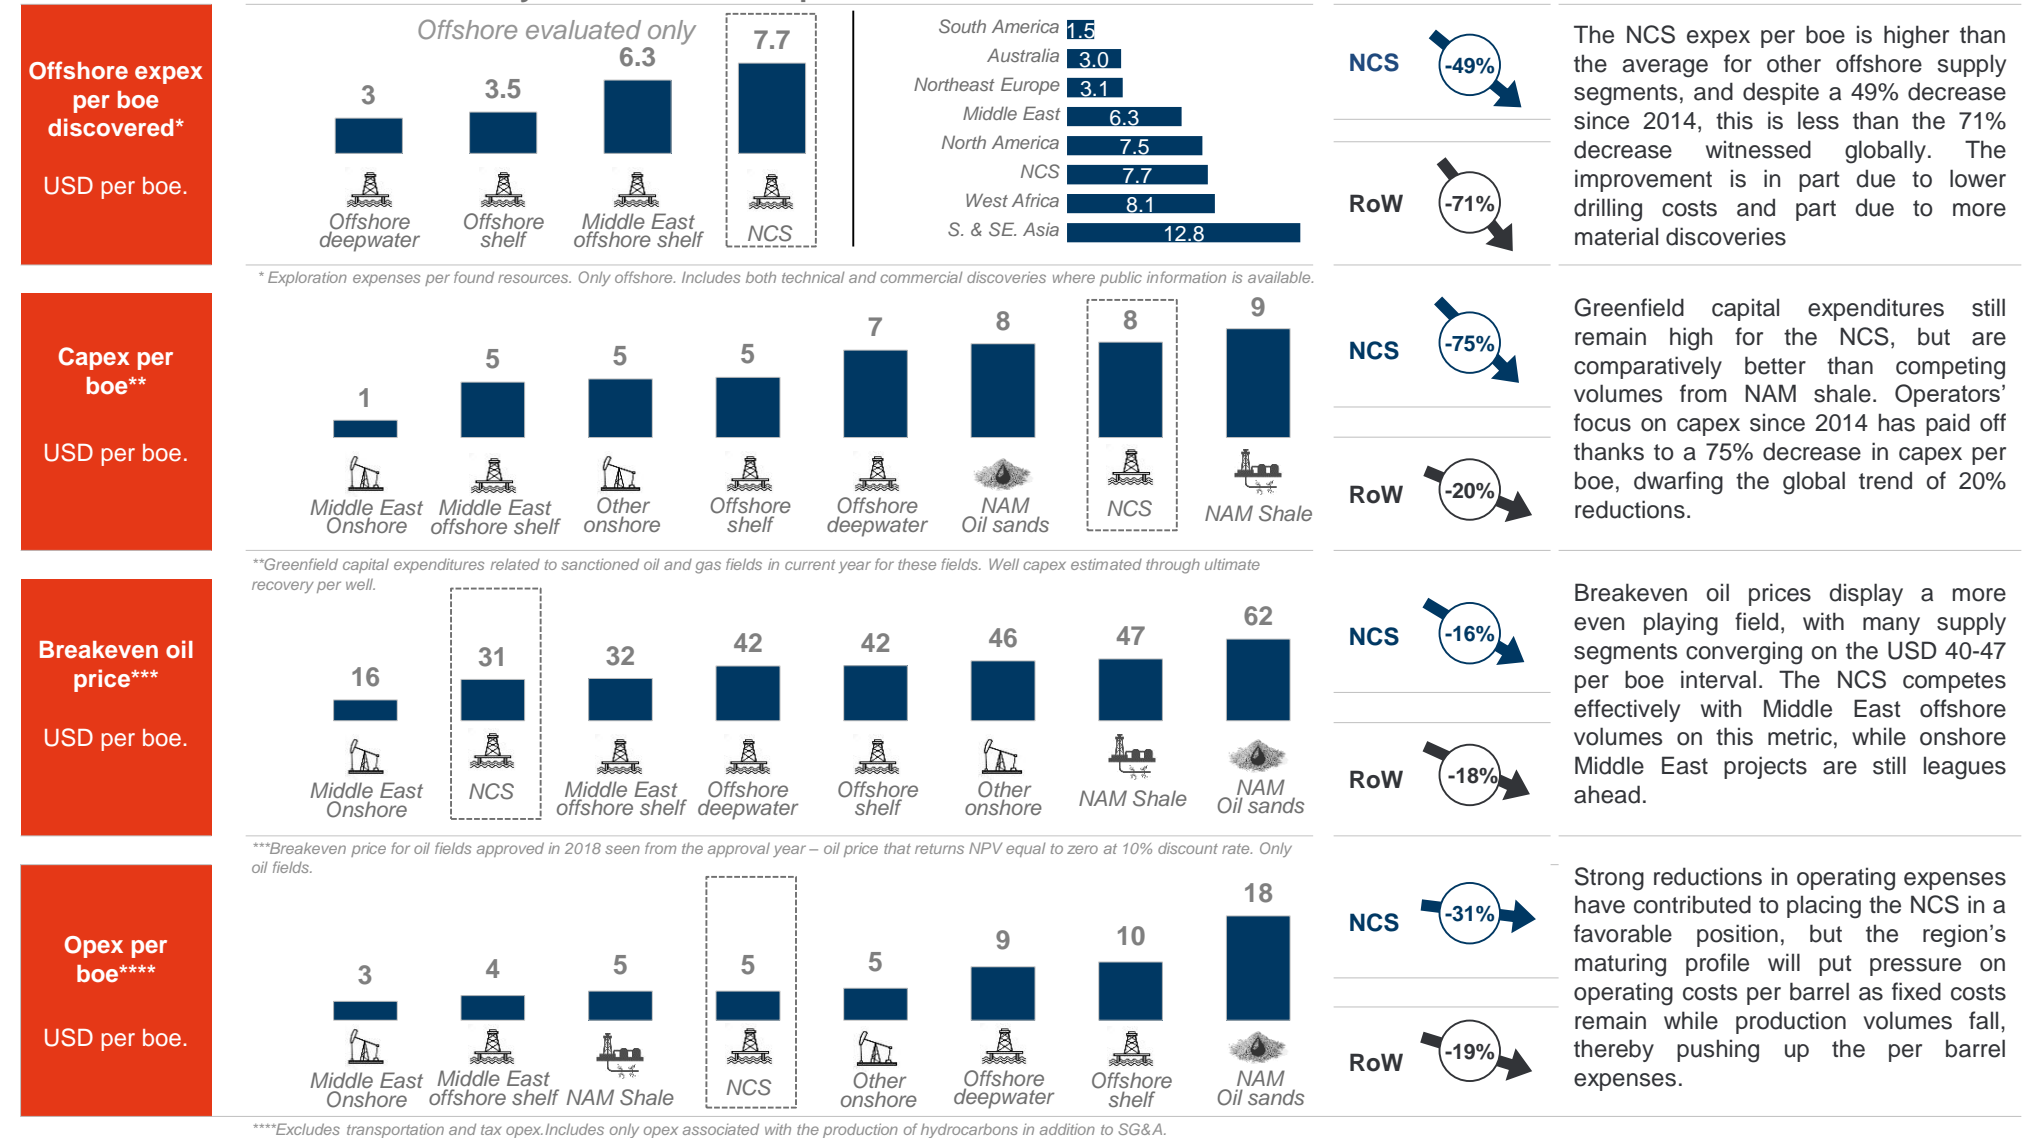 Offshore expex
per boe
discovered*
USD per boe.
Offshore evaluated only
3
3.5
6.3
7.7
Offshore
deepwater
Offshore
shelf
Middle East
offshore shelf
NCS
South America 1.5
Australia 3.0
Northeast Europe 3.1
Middle East 6.3
North America 7.5
NCS 7.7
West Africa 8.1
S. & SE. Asia 12.8
NCS -49%
RoW -71%
The NCS expex per boe is higher than
the average for other offshore supply
segments, and despite a 49% decrease
since 2014, this is less than the 71%
decrease witnessed globally. The
improvement is in part due to lower
drilling costs and part due to more
material discoveries
* Exploration expenses per found resources. Only offshore. Includes both technical and commercial discoveries where public information is available.
Capex per
boe**
USD per boe.
1
5
5
5
7
8
8
9
Middle East
Onshore
Middle East
offshore shelf
Other
onshore
Offshore
shelf
Offshore
deepwater
NAM
Oil sands
NCS
NAM Shale
NCS -75%
RoW -20%
Greenfield capital expenditures still
remain high for the NCS, but are
comparatively better than competing
volumes from NAM shale. Operators’
focus on capex since 2014 has paid off
thanks to a 75% decrease in capex per
boe, dwarfing the global trend of 20%
reductions.
**Greenfield capital expenditures related to sanctioned oil and gas fields in current year for these fields. Well capex estimated through ultimate
recovery per well.
Breakeven oil
price***
USD per boe.
16
31
32
42
42
46
47
62
Middle East
Onshore
NCS
Middle East
offshore shelf
Offshore
deepwater
Offshore
shelf
Other
onshore
NAM Shale
NAM
Oil sands
NCS -16%
RoW -18%
Breakeven oil prices display a more
even playing field, with many supply
segments converging on the USD 40-47
per boe interval. The NCS competes
effectively with Middle East offshore
volumes on this metric, while onshore
Middle East projects are still leagues
ahead.
***Breakeven price for oil fields approved in 2018 seen from the approval year – oil price that returns NPV equal to zero at 10% discount rate. Only
oil fields.
Opex per
boe****
USD per boe.
3
4
5
5
5
9
10
18
Middle East
Onshore
Middle East
offshore shelf
NAM Shale
NCS
Other
onshore
Offshore
deepwater
Offshore
shelf
NAM
Oil sands
NCS -31%
RoW -19%
Strong reductions in operating expenses
have contributed to placing the NCS in a
favorable position, but the region’s
maturing profile will put pressure on
operating costs per barrel as fixed costs
remain while production volumes fall,
thereby pushing up the per barrel
expenses.
****Excludes transportation and tax opex.Includes only opex associated with the production of hydrocarbons in addition to SG&A.